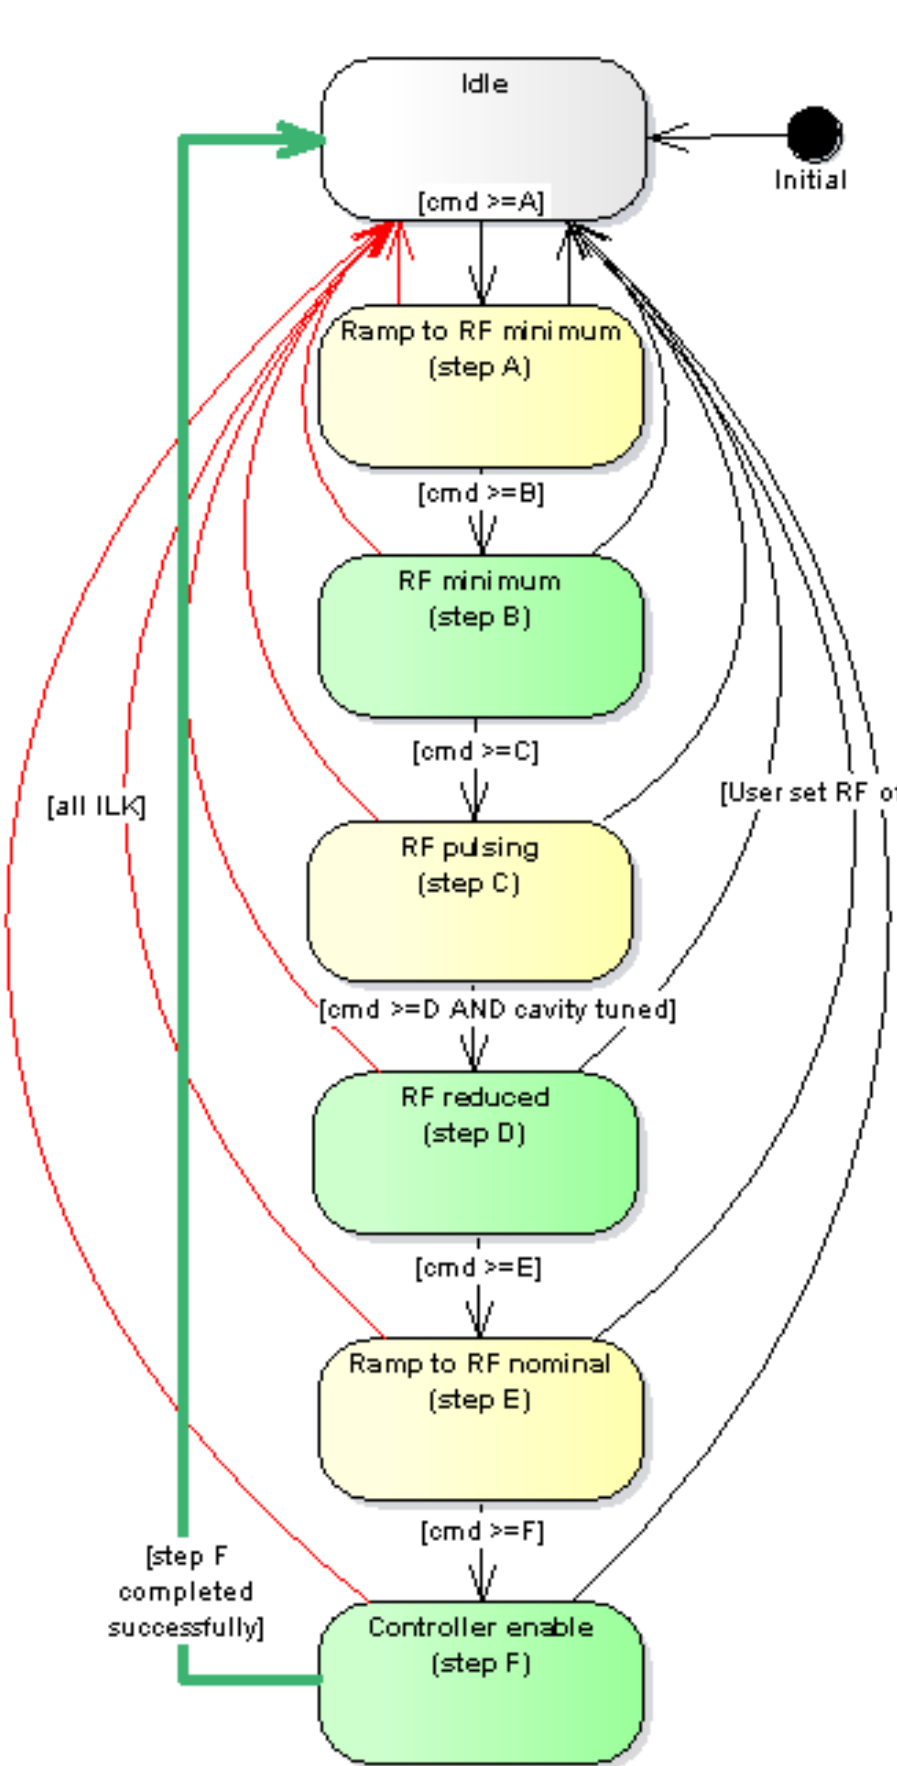 Idle
Initial
[cmd >=A]
Ramp to RF minimum
(step A)
[cmd >=B]
RF minimum
(step B)
[cmd >=C]
[all ILK]
[User set RF of
RF pulsing
(step C)
[cmd >=D AND cavity tuned]
RF reduced
(step D)
[cmd >=E]
Ramp to RF nominal
(step E)
[cmd >=F]
[step F
completed
successfully]
Controller enable
(step F)